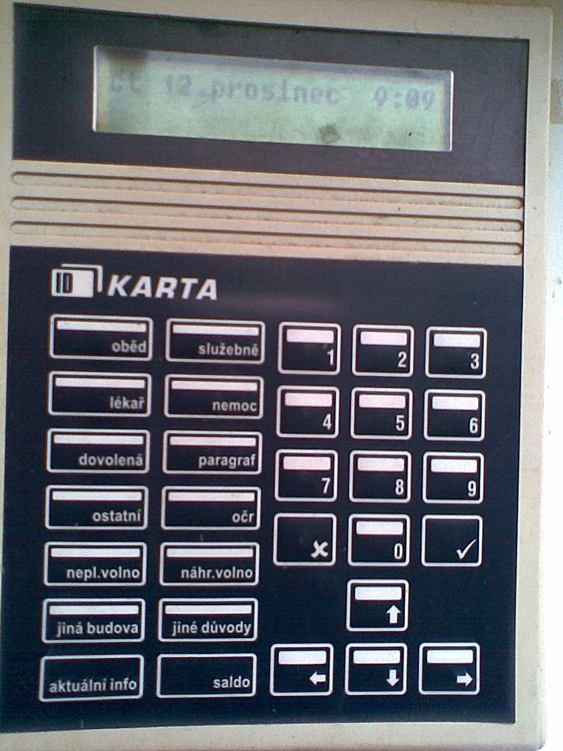 Čt 12.prosinec 9:09
ID KARTA
oběd služebně 1 2 3
lékař nemoc 4 5 6
dovolená paragraf 7 8 9
ostatní očr 0
nepl.volno náhr.volno
jiná budova jiné důvody
aktuální info saldo